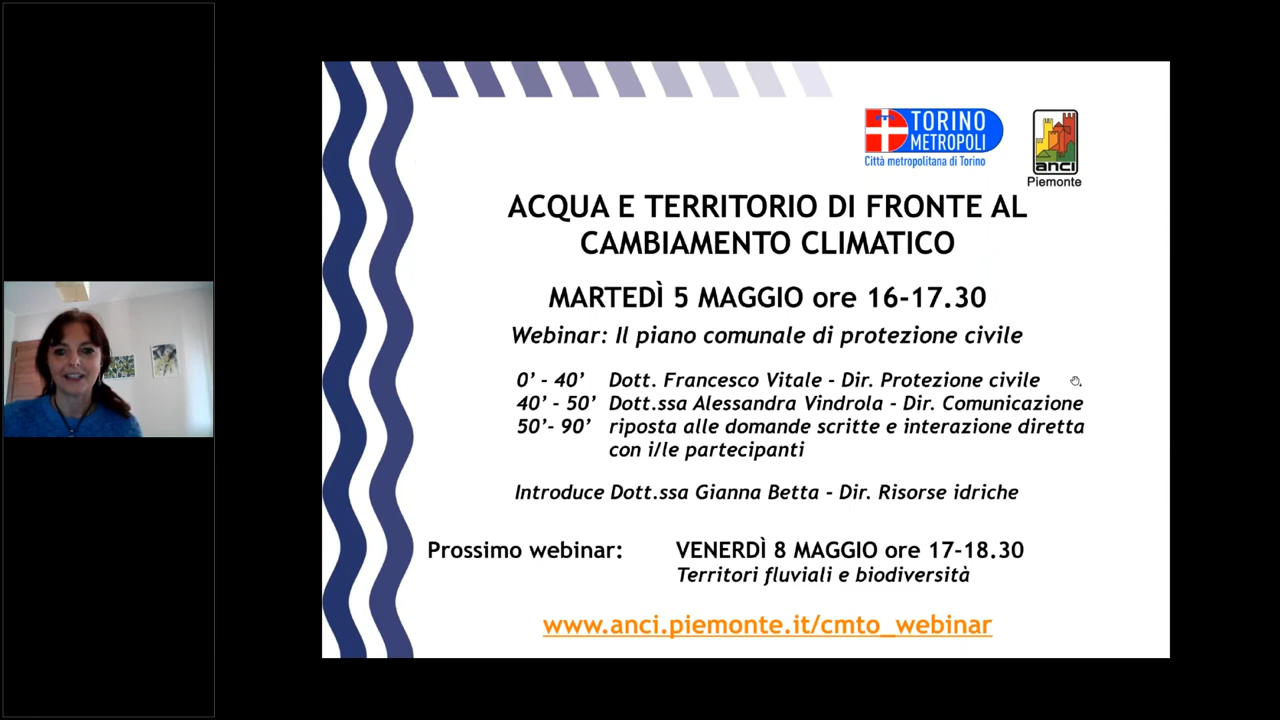 TORINO
METROPOLI
Città metropolitana di Torino
anci
Piemonte
ACQUA E TERRITORIO DI FRONTE AL
CAMBIAMENTO CLIMATICO
MARTEDÌ 5 MAGGIO ore 16-17.30
Webinar: Il piano comunale di protezione civile
0' - 40' Dott. Francesco Vitale - Dir. Protezione civile
40' - 50' Dott.ssa Alessandra Vindrola - Dir. Comunicazione
50'- 90' riposta alle domande scritte e interazione diretta
con i/le partecipanti
Introduce Dott.ssa Gianna Betta - Dir. Risorse idriche
Prossimo webinar: VENERDÌ 8 MAGGIO ore 17-18.30
Territori fluviali e biodiversità
www.anci.piemonte.it/cmto_webinar